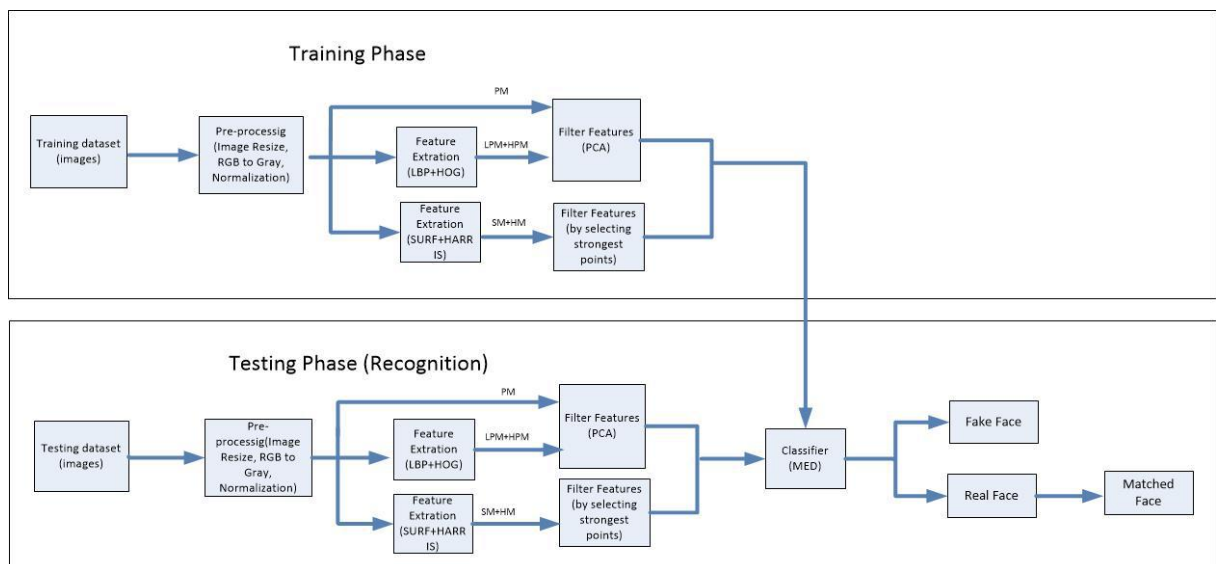 Training Phase
PM
Training dataset
(images)
Pre-processig
(Image Resize,
RGB to Gray,
Normalization)
Feature
Extration
(LBP+HOG)
LPM+HPM
Filter Features
(PCA)
Feature
Extration
(SURF+HARR
IS)
SM+HM
Filter Features
(by selecting
strongest
points)
Testing Phase (Recognition)
PM
Testing dataset
(images)
Pre-
processig(Image
Resize, RGB to
Gray,
Normalization)
Feature
Extration
(LBP+HOG)
LPM+HPM
Filter Features
(PCA)
Feature
Extration
(SURF+HARR
IS)
SM+HM
Filter Features
(by selecting
strongest
points)
Classifier
(MED)
Fake Face
Real Face
Matched
Face